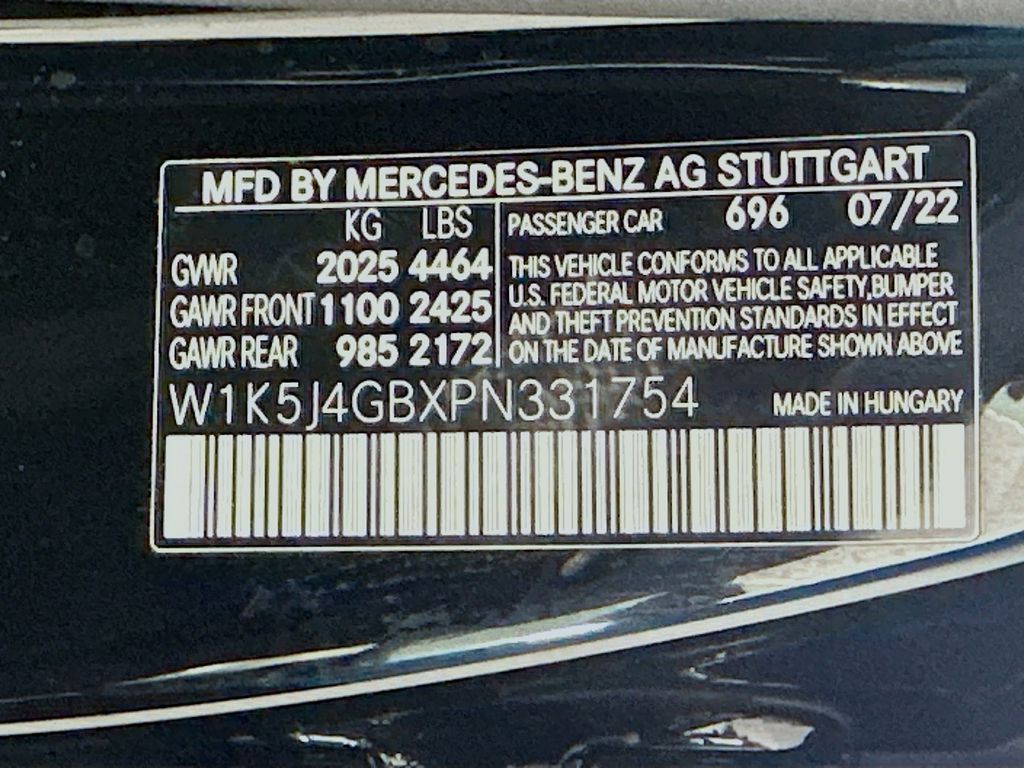 MFD BY MERCEDES-BENZ AG STUTTGART
KG LBS
GVWR 2025 4464
GAWR FRONT 1100 2425
GAWR REAR 985 2172
PASSENGER CAR 696 07/22
THIS VEHICLE CONFORMS TO ALL APPLICABLE
U.S. FEDERAL MOTOR VEHICLE SAFETY,BUMPER
AND THEFT PREVENTION STANDARDS IN EFFECT
ON THE DATE OF MANUFACTURE SHOWN ABOVE
W1K5J4GBXPN331754
MADE IN HUNGARY